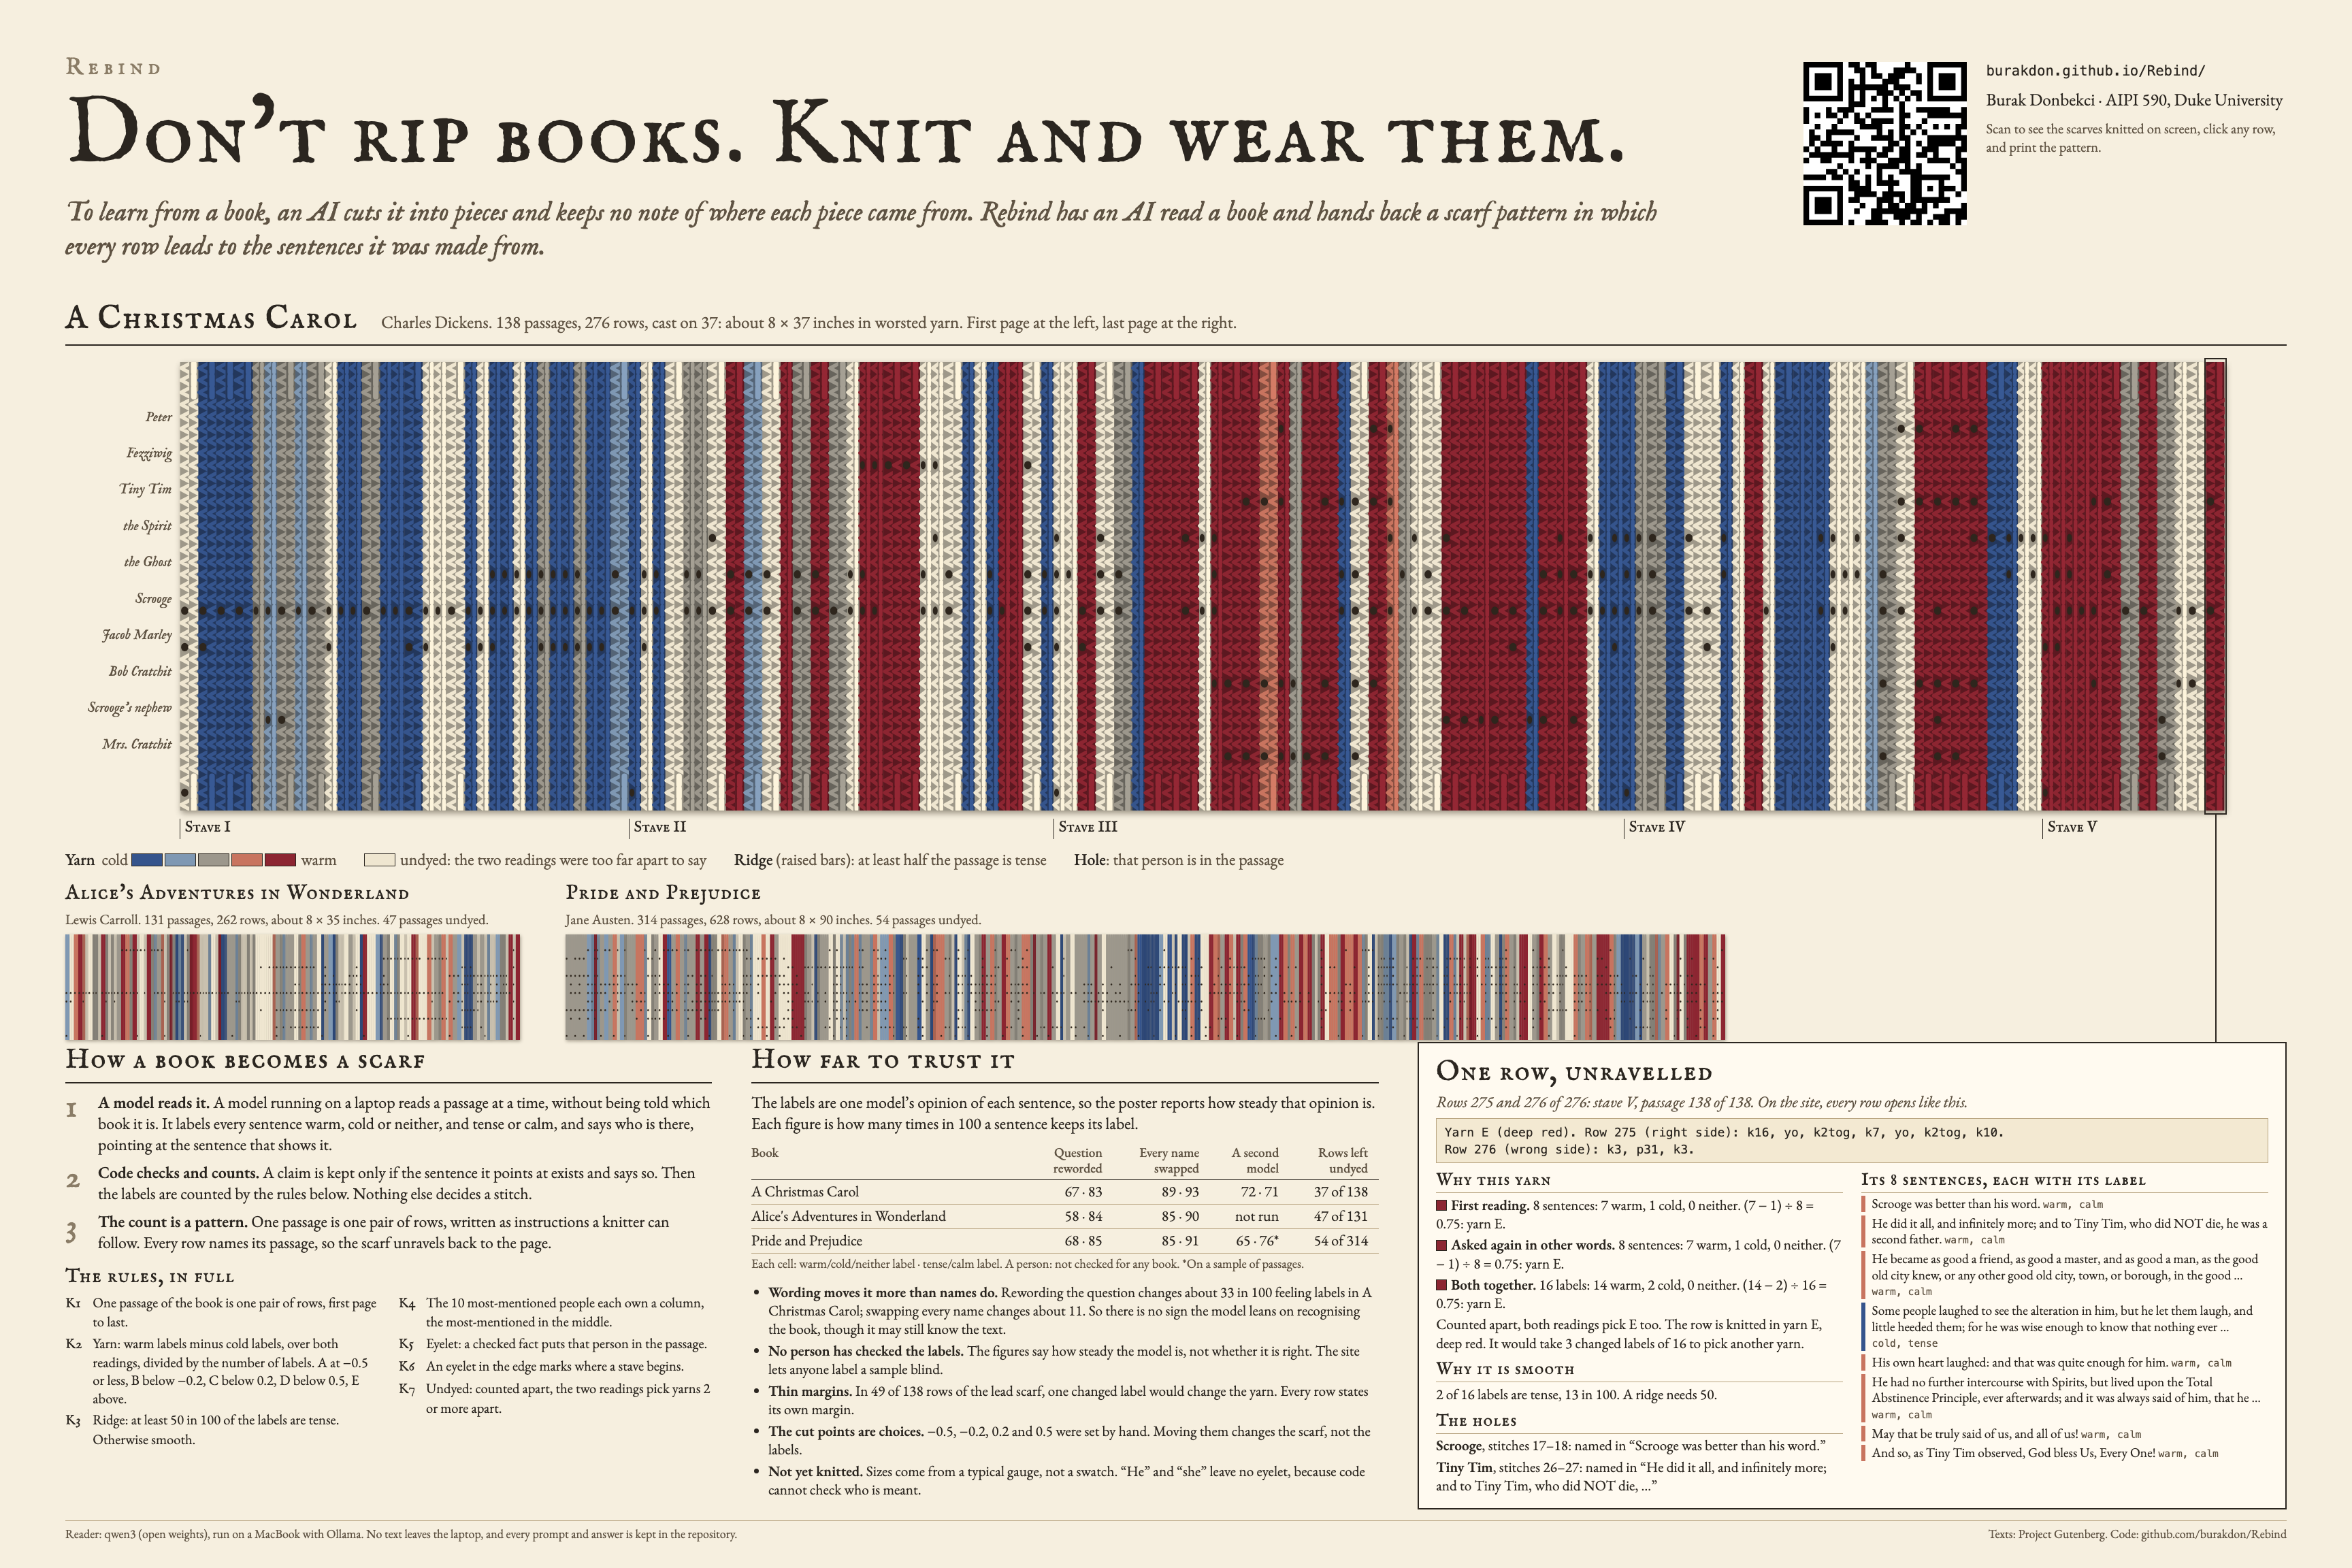 Rebind
Don't rip books. Knit and wear them.
To learn from a book, an AI cuts it into pieces and keeps no note of where each piece came from. Rebind has an AI read a book and hands back a scarf pattern in which
every row leads to the sentences it was made from.
burakdon.github.io/Rebind/
Burak Donbekci · AIPI 590, Duke University
Scan to see the scarves knitted on screen, click any row,
and print the pattern.
A Christmas Carol
Charles Dickens. 138 passages, 276 rows, cast on 37: about 8 × 37 inches in worsted yarn. First page at the left, last page at the right.
Peter
Fezziwig
Tiny Tim
the Spirit
the Ghost
Scrooge
Jacob Marley
Bob Cratchit
Scrooge's nephew
Mrs. Cratchit
Stave I
Stave II
Stave III
Stave IV
Stave V
Yarn cold warm undyed: the two readings were too far apart to say Ridge (raised bars): at least half the passage is tense Hole: that person is in the passage
Alice's Adventures in Wonderland
Lewis Carroll. 131 passages, 262 rows, about 8 × 35 inches. 47 passages undyed.
Pride and Prejudice
Jane Austen. 314 passages, 628 rows, about 8 × 90 inches. 54 passages undyed.
How a book becomes a scarf
1 A model reads it. A model running on a laptop reads a passage at a time, without being told which
book it is. It labels every sentence warm, cold or neither, and tense or calm, and says who is there,
pointing at the sentence that shows it.
2 Code checks and counts. A claim is kept only if the sentence it points at exists and says so. Then
the labels are counted by the rules below. Nothing else decides a stitch.
3 The count is a pattern. One passage is one pair of rows, written as instructions a knitter can
follow. Every row names its passage, so the scarf unravels back to the page.
The rules, in full
K1 One passage of the book is one pair of rows, first page
to last.
K2 Yarn: warm labels minus cold labels, over both
readings, divided by the number of labels. A at −0.5
or less, B below −0.2, C below 0.2, D below 0.5, E
above.
K3 Ridge: at least 50 in 100 of the labels are tense.
Otherwise smooth.
K4 The 10 most-mentioned people each own a column,
the most-mentioned in the middle.
K5 Eyelet: a checked fact puts that person in the passage.
K6 An eyelet in the edge marks where a stave begins.
K7 Undyed: counted apart, the two readings pick yarns 2
or more apart.
How far to trust it
The labels are one model's opinion of each sentence, so the poster reports how steady that opinion is.
Each figure is how many times in 100 a sentence keeps its label.
Book Question reworded Every name swapped A second model Rows left undyed
A Christmas Carol 67 · 83 89 · 93 72 · 71 37 of 138
Alice's Adventures in Wonderland 58 · 84 85 · 90 not run 47 of 131
Pride and Prejudice 68 · 85 85 · 91 65 · 76* 54 of 314
Each cell: warm/cold/neither label · tense/calm label. A person: not checked for any book. *On a sample of passages.
• Wording moves it more than names do. Rewording the question changes about 33 in 100 feeling labels in A
Christmas Carol; swapping every name changes about 11. So there is no sign the model leans on recognising
the book, though it may still know the text.
• No person has checked the labels. The figures say how steady the model is, not whether it is right. The site
lets anyone label a sample blind.
• Thin margins. In 49 of 138 rows of the lead scarf, one changed label would change the yarn. Every row states
its own margin.
• The cut points are choices. −0.5, −0.2, 0.2 and 0.5 were set by hand. Moving them changes the scarf, not the
labels.
• Not yet knitted. Sizes come from a typical gauge, not a swatch. “He” and “she” leave no eyelet, because code
cannot check who is meant.
One row, unravelled
Rows 275 and 276 of 276: stave V, passage 138 of 138. On the site, every row opens like this.
Yarn E (deep red). Row 275 (right side): k16, yo, k2tog, k7, yo, k2tog, k10.
Row 276 (wrong side): k3, p31, k3.
Why this yarn
First reading. 8 sentences: 7 warm, 1 cold, 0 neither. (7 − 1) ÷ 8 =
0.75: yarn E.
Asked again in other words. 8 sentences: 7 warm, 1 cold, 0 neither. (7
− 1) ÷ 8 = 0.75: yarn E.
Both together. 16 labels: 14 warm, 2 cold, 0 neither. (14 − 2) ÷ 16 =
0.75: yarn E.
Counted apart, both readings pick E too. The row is knitted in yarn E,
deep red. It would take 3 changed labels of 16 to pick another yarn.
Why it is smooth
2 of 16 labels are tense, 13 in 100. A ridge needs 50.
The holes
Scrooge, stitches 17–18: named in “Scrooge was better than his word.”
Tiny Tim, stitches 26–27: named in “He did it all, and infinitely more;
and to Tiny Tim, who did NOT die, ...”
Its 8 sentences, each with its label
Scrooge was better than his word. warm, calm
He did it all, and infinitely more; and to Tiny Tim, who did NOT die, he was a
second father. warm, calm
He became as good a friend, as good a master, and as good a man, as the good
old city knew, or any other good old city, town, or borough, in the good ...
warm, calm
Some people laughed to see the alteration in him, but he let them laugh, and
little heeded them; for he was wise enough to know that nothing ever ...
cold, tense
His own heart laughed: and that was quite enough for him. warm, calm
He had no further intercourse with Spirits, but lived upon the Total
Abstinence Principle, ever afterwards; and it was always said of him, that he ...
warm, calm
May that be truly said of us, and all of us! warm, calm
And so, as Tiny Tim observed, God bless Us, Every One! warm, calm
Reader: qwen3 (open weights), run on a MacBook with Ollama. No text leaves the laptop, and every prompt and answer is kept in the repository.
Texts: Project Gutenberg. Code: github.com/burakdon/Rebind